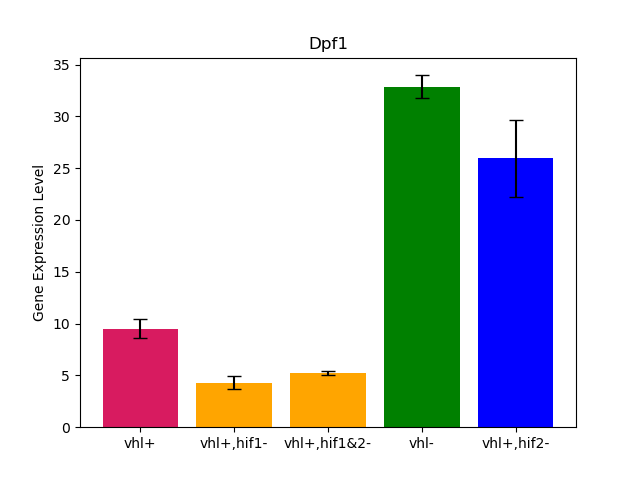 Dpf1
Gene Expression Level
35
30
25
20
15
10
5
0
vhl+ vhl+,hif1- vhl+,hif1&2- vhl- vhl+,hif2-